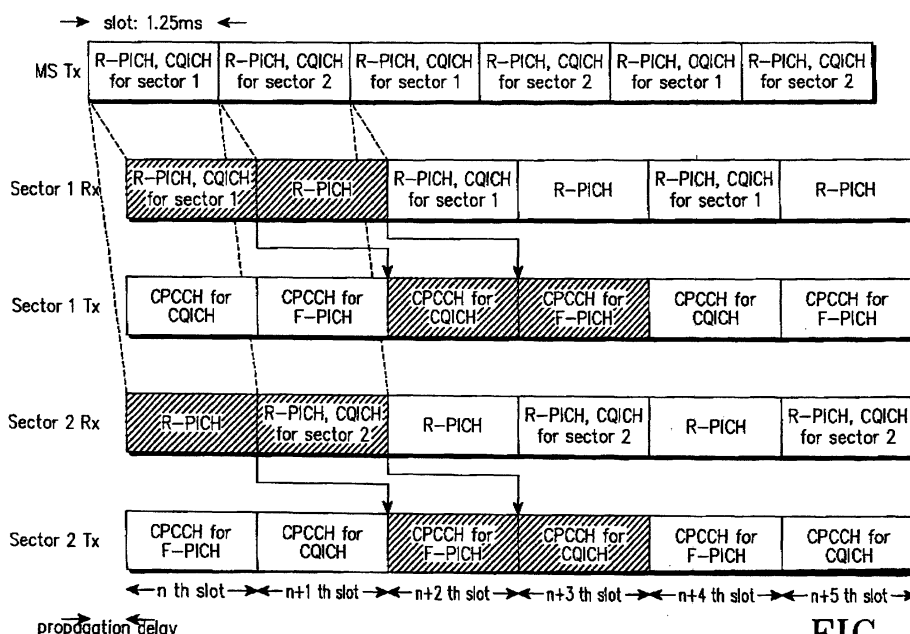 slot: 1.25ms
MS Tx
R-PICH, CQICH for sector 1
R-PICH, CQICH for sector 2
R-PICH, CQICH for sector 1
R-PICH, CQICH for sector 2
R-PICH, CQICH for sector 1
R-PICH, CQICH for sector 2
Sector 1 Rx
R-PICH, CQICH for sector 1
R-PICH
R-PICH, CQICH for sector 1
R-PICH
R-PICH, CQICH for sector 1
R-PICH
Sector 1 Tx
CPCCH for CQICH
CPCCH for F-PICH
CPCCH for CQICH
CPCCH for F-PICH
CPCCH for CQICH
CPCCH for F-PICH
Sector 2 Rx
R-PICH
R-PICH, CQICH for sector 2
R-PICH
R-PICH, CQICH for sector 2
R-PICH
R-PICH, CQICH for sector 2
Sector 2 Tx
CPCCH for F-PICH
CPCCH for CQICH
CPCCH for F-PICH
CPCCH for CQICH
CPCCH for F-PICH
CPCCH for CQICH
n th slot
n+1 th slot
n+2 th slot
n+3 th slot
n+4 th slot
n+5 th slot
propagation delay
FIG